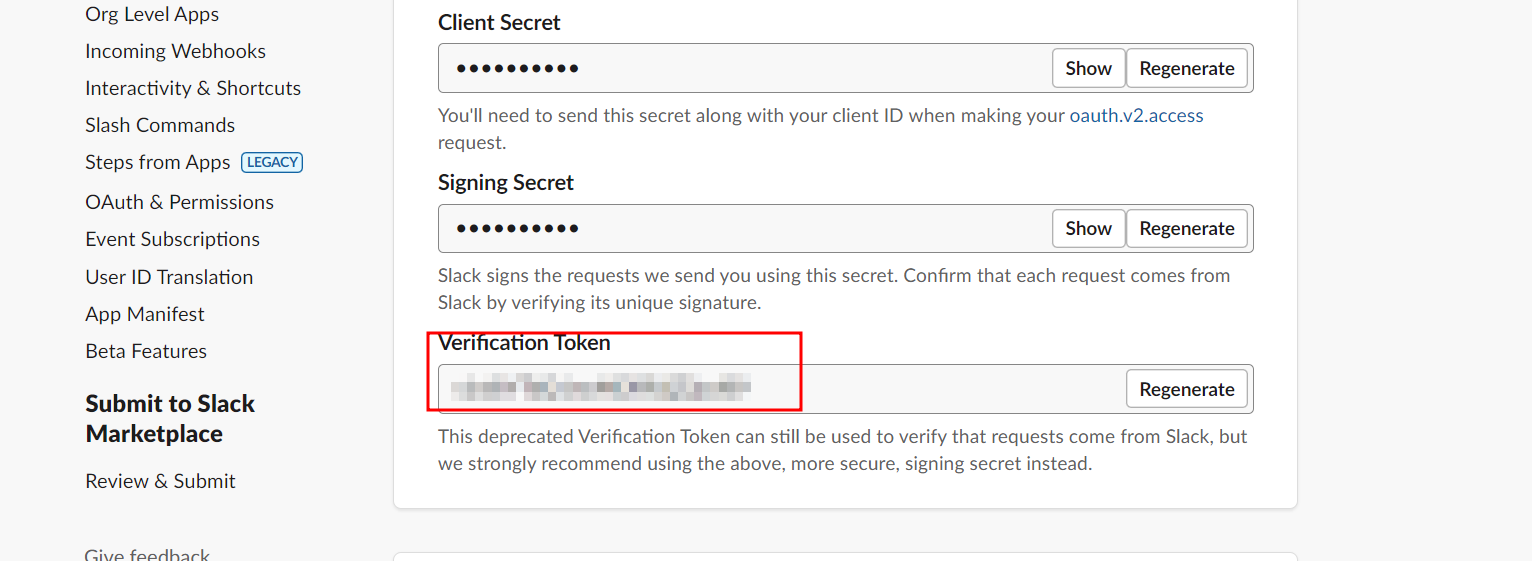 Org Level Apps
Incoming Webhooks
Interactivity & Shortcuts
Slash Commands
Steps from Apps LEGACY
OAuth & Permissions
Event Subscriptions
User ID Translation
App Manifest
Beta Features
Submit to Slack
Marketplace
Review & Submit
Give feedback
Client Secret
●●●●●●●●●● Show Regenerate
You'll need to send this secret along with your client ID when making your oauth.v2.access
request.
Signing Secret
●●●●●●●●●● Show Regenerate
Slack signs the requests we send you using this secret. Confirm that each request comes from
Slack by verifying its unique signature.
Verification Token
Regenerate
This deprecated Verification Token can still be used to verify that requests come from Slack, but
we strongly recommend using the above, more secure, signing secret instead.